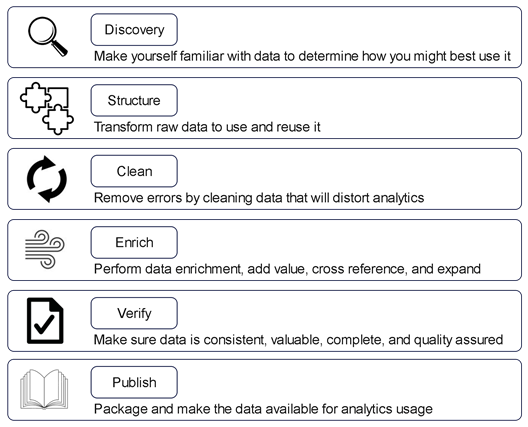 Discovery
Make yourself familiar with data to determine how you might best use it
Structure
Transform raw data to use and reuse it
Clean
Remove errors by cleaning data that will distort analytics
Enrich
Perform data enrichment, add value, cross reference, and expand
Verify
Make sure data is consistent, valuable, complete, and quality assured
Publish
Package and make the data available for analytics usage